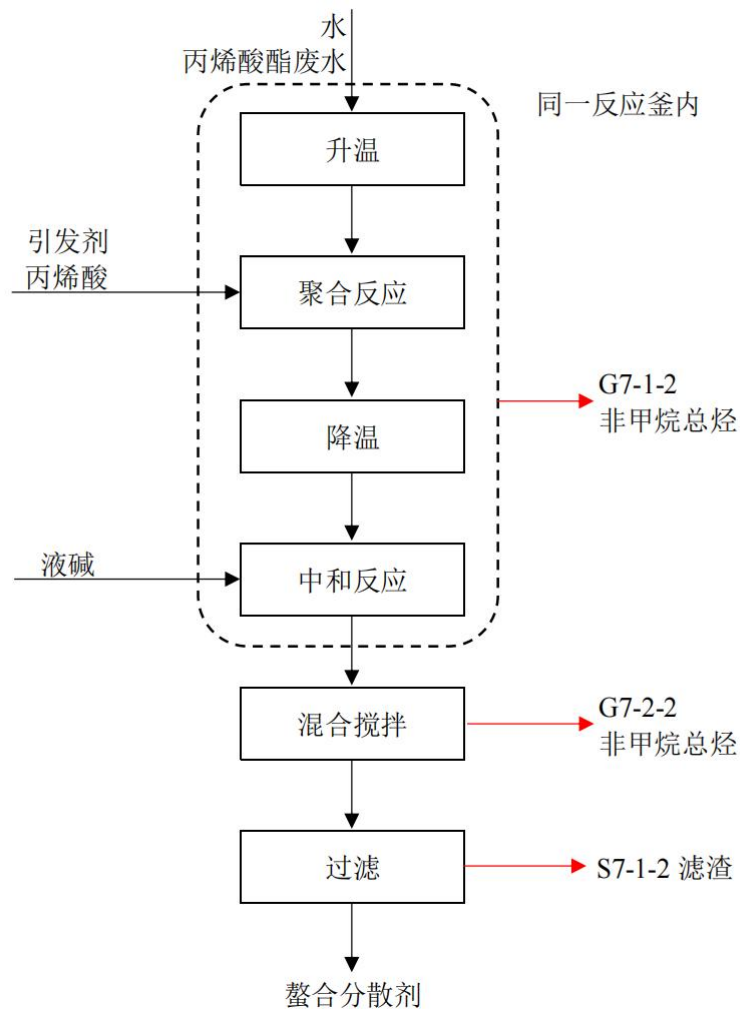 水
丙烯酸酯废水
同一反应釜内
升温
引发剂
丙烯酸
聚合反应
G7-1-2
非甲烷总烃
降温
液碱
中和反应
混合搅拌
G7-2-2
非甲烷总烃
过滤
S7-1-2 滤渣
螯合分散剂